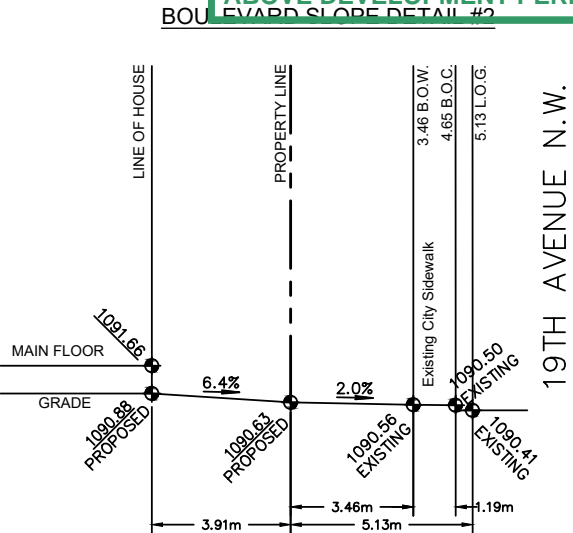 BOULEVARD SLOPE DETAIL #2
LINE OF HOUSE
PROPERTY LINE
3.46 B.O.W.
4.65 B.O.C.
5.13 L.O.G.
19TH AVENUE N.W.
Existing City Sidewalk
1091.66
MAIN FLOOR
GRADE
6.4%
2.0%
1090.88
PROPOSED
1090.63
PROPOSED
1090.56
EXISTING
1090.50
EXISTING
1090.41
EXISTING
3.46m
1.19m
3.91m
5.13m